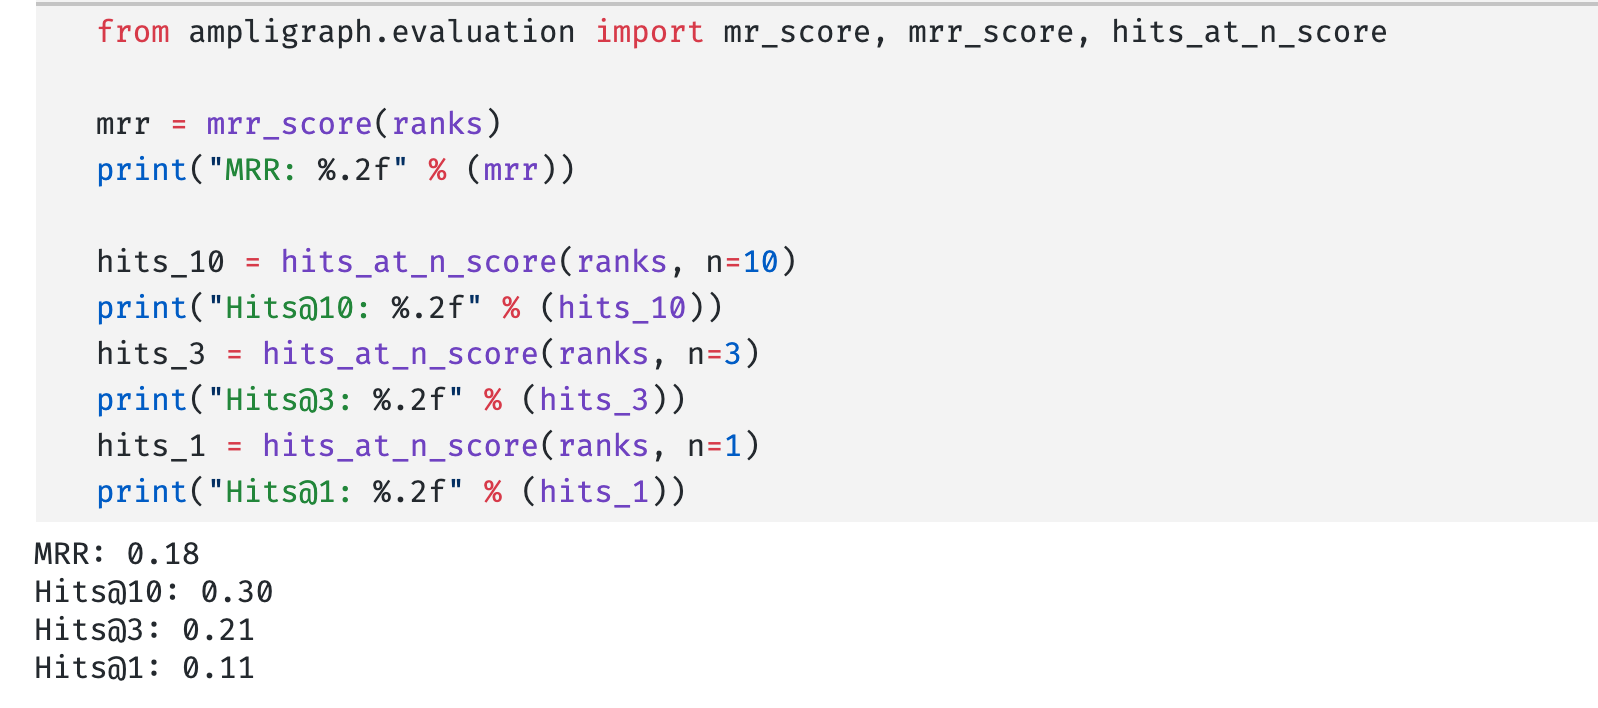 from ampligraph.evaluation import mr_score, mrr_score, hits_at_n_score
mrr = mrr_score(ranks)
print("MRR: %.2f" % (mrr))
hits_10 = hits_at_n_score(ranks, n=10)
print("Hits@10: %.2f" % (hits_10))
hits_3 = hits_at_n_score(ranks, n=3)
print("Hits@3: %.2f" % (hits_3))
hits_1 = hits_at_n_score(ranks, n=1)
print("Hits@1: %.2f" % (hits_1))
MRR: 0.18
Hits@10: 0.30
Hits@3: 0.21
Hits@1: 0.11